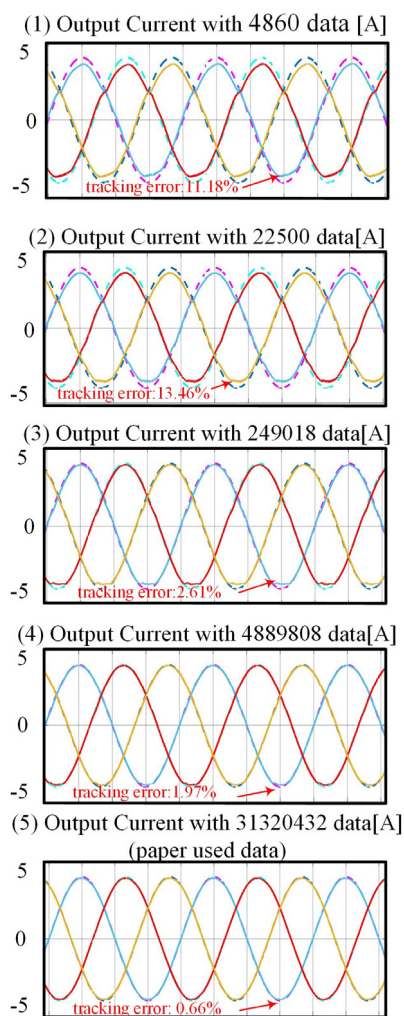 (1) Output Current with 4860 data [A]
5
0
-5
tracking error:11.18%
(2) Output Current with 22500 data[A]
5
0
-5
tracking error:13.46%
(3) Output Current with 249018 data[A]
5
0
-5
tracking error:2.61%
(4) Output Current with 4889808 data[A]
5
0
-5
tracking error:1.97%
(5) Output Current with 31320432 data[A]
(paper used data)
5
0
-5
tracking error: 0.66%